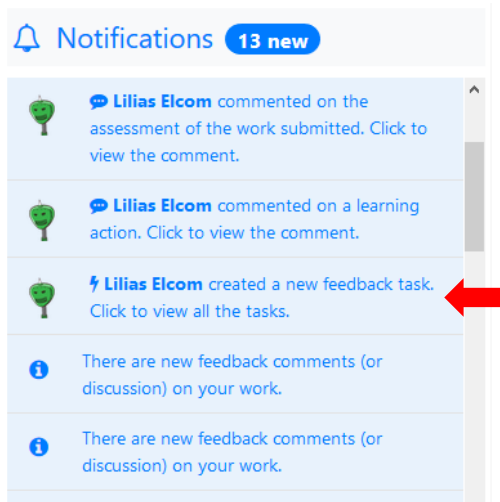 Notifications 13 new
Lilias Elcom commented on the
assessment of the work submitted. Click to
view the comment.
Lilias Elcom commented on a learning
action. Click to view the comment.
Lilias Elcom created a new feedback task.
Click to view all the tasks.
There are new feedback comments (or
discussion) on your work.
There are new feedback comments (or
discussion) on your work.